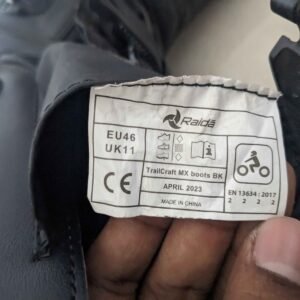 Raida
EU46
UK11
TrailCraft MX boots BK
CE
APRIL 2023
EN 13634 : 2017
2 2 2 2
MADE IN CHINA